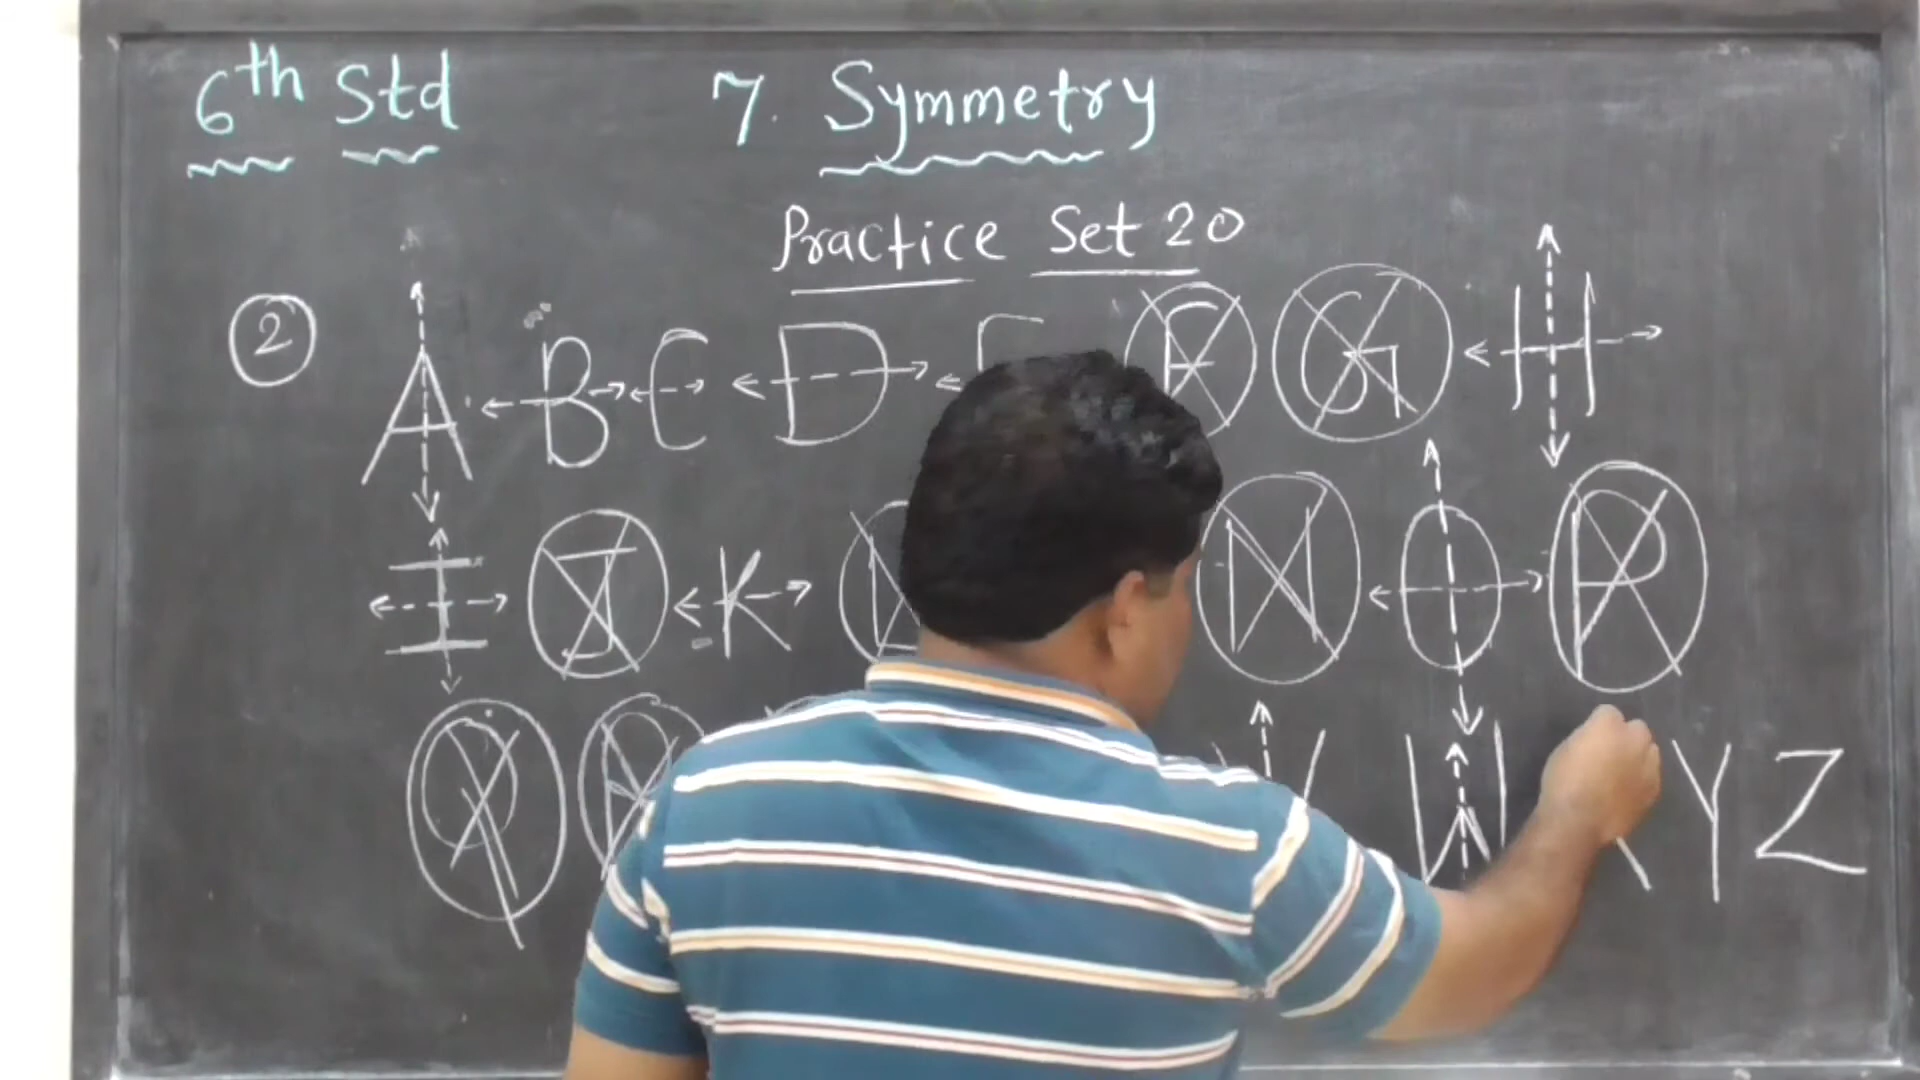 6th Std 7. Symmetry
Practice Set 20
2 A B C D E F G H
I J K N O P
Q R V W X Y Z